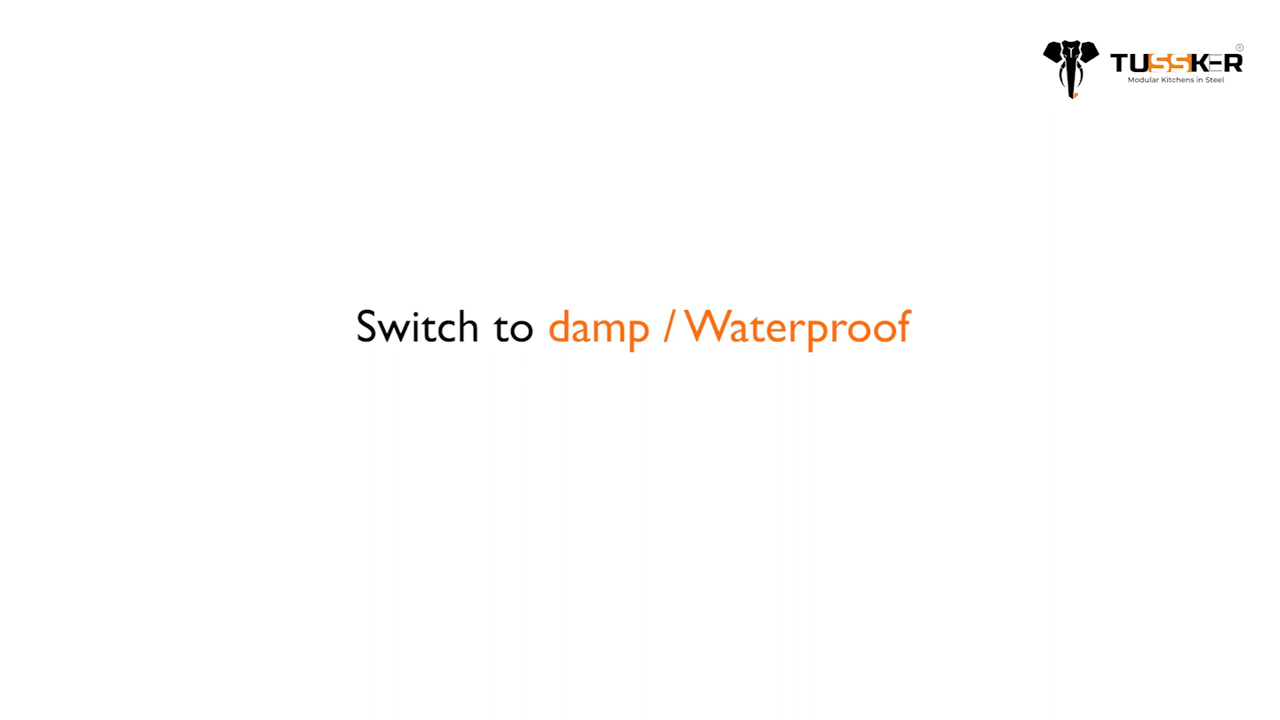 TUSSKER
Modular Kitchens in Steel
Switch to damp / Waterproof